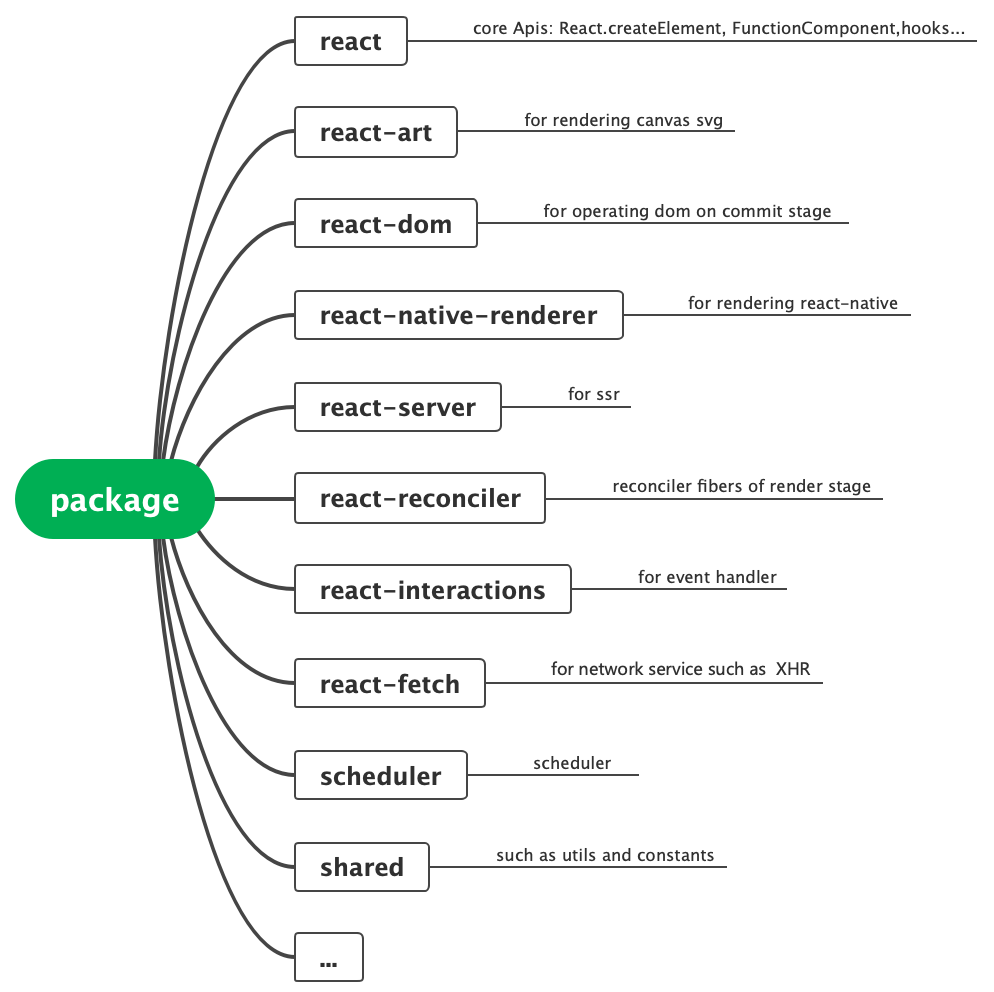 react
core Apis: React.createElement, FunctionComponent,hooks...
react-art
for rendering canvas svg
react-dom
for operating dom on commit stage
react-native-renderer
for rendering react-native
react-server
for ssr
package
react-reconciler
reconciler fibers of render stage
react-interactions
for event handler
react-fetch
for network service such as  XHR
scheduler
scheduler
shared
such as utils and constants
...